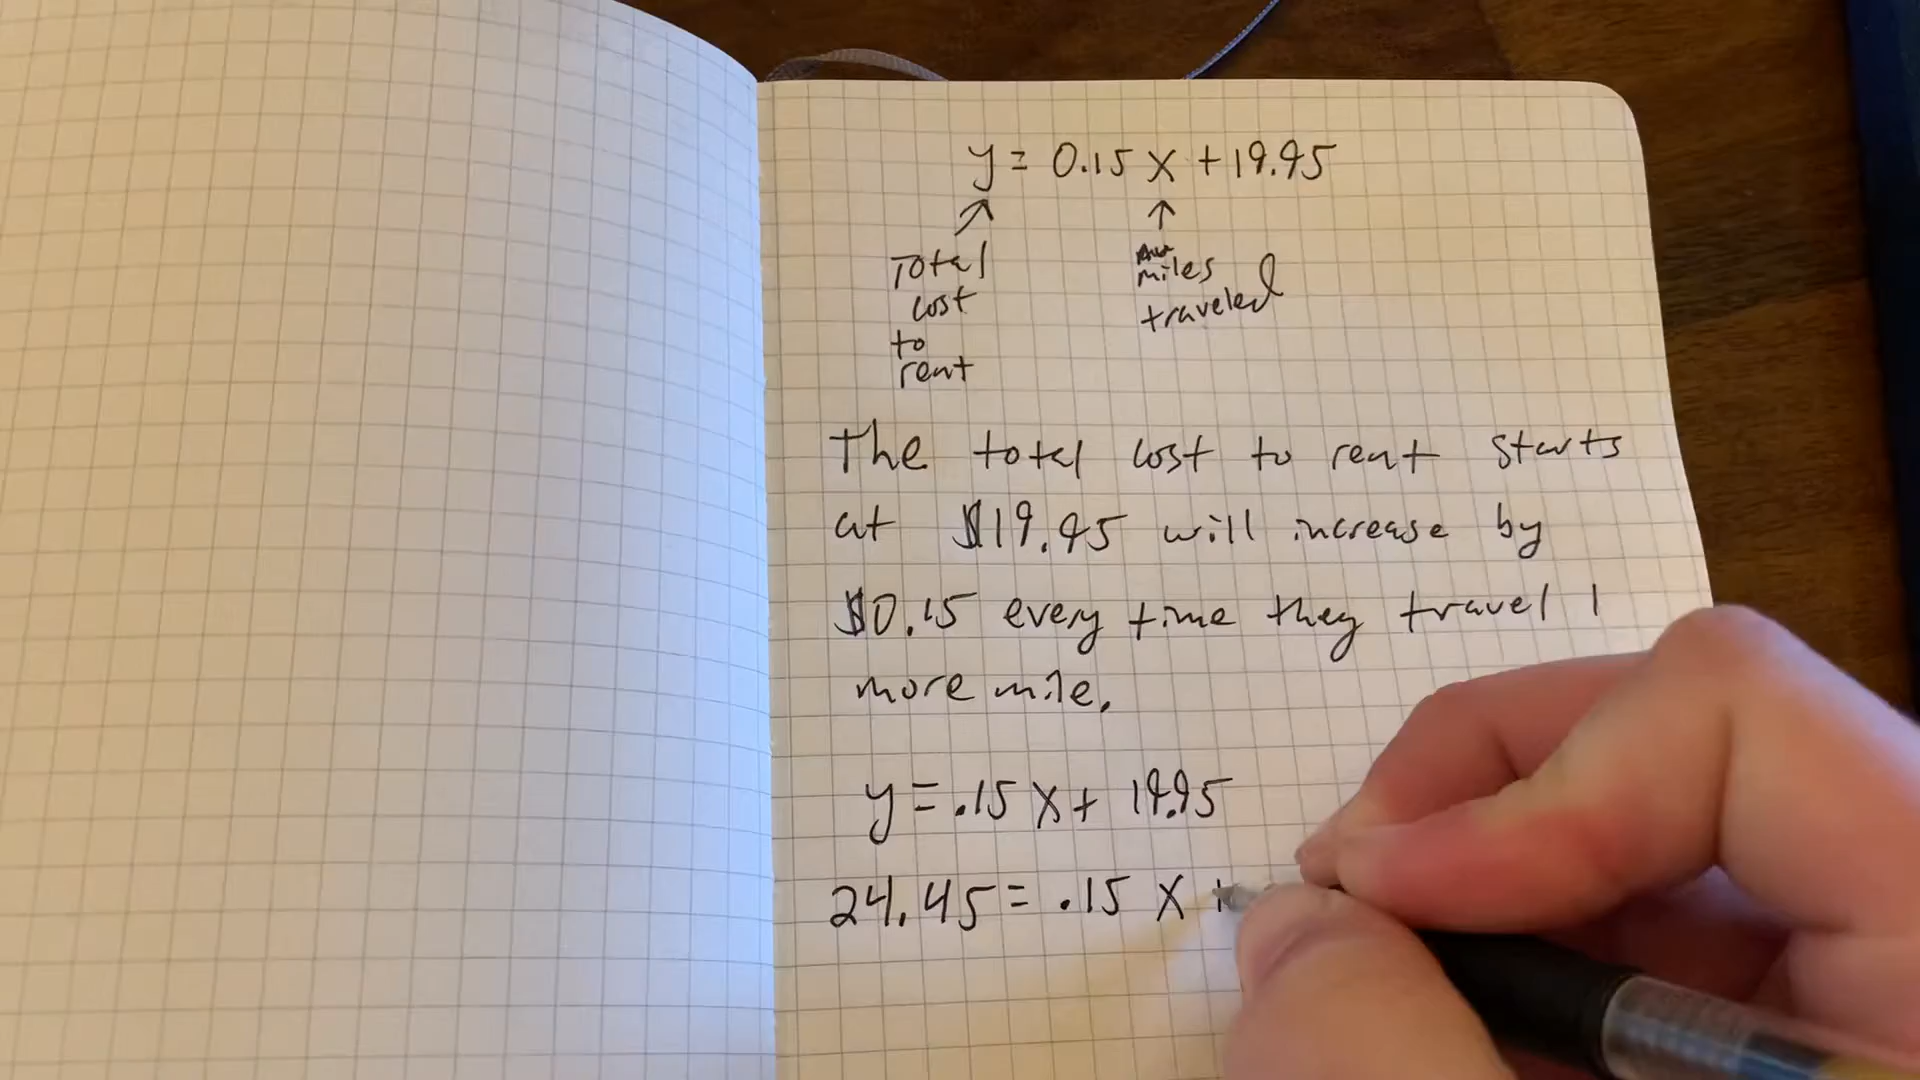 y = 0.15 x + 19.95
Total
cost
to
rent
miles
traveled
The total cost to rent starts
at $19.95 will increase by
$0.15 every time they travel 1
more mile.
y = .15 x + 19.95
24.45 = .15 x +